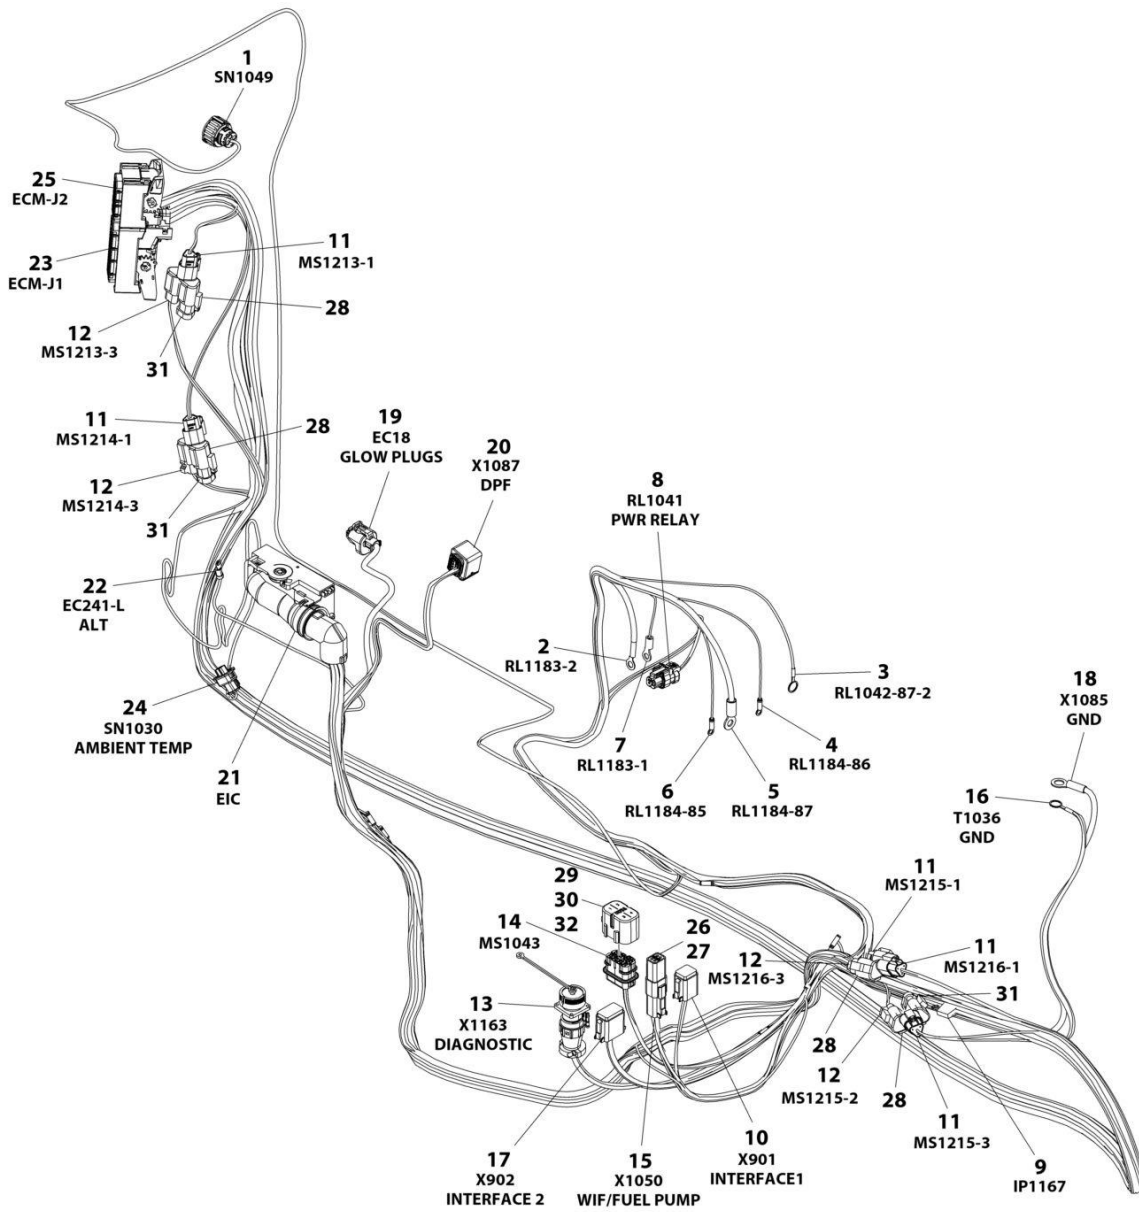 1
SN1049
25
ECM-J2
23
ECM-J1
11
MS1213-1
28
12
MS1213-3
31
11
MS1214-1
28
12
MS1214-3
31
19
EC18
GLOW PLUGS
20
X1087
DPF
8
RL1041
PWR RELAY
22
EC241-L
ALT
2
RL1183-2
3
RL1042-87-2
18
X1085
GND
24
SN1030
AMBIENT TEMP
21
EIC
7
RL1183-1
6
RL1184-85
5
RL1184-87
4
RL1184-86
16
T1036
GND
29
30
32
14
MS1043
26
27
11
MS1215-1
12
MS1216-3
11
MS1216-1
31
13
X1163
DIAGNOSTIC
28
12
MS1215-2
28
11
MS1215-3
17
X902
INTERFACE 2
15
X1050
WIF/FUEL PUMP
10
X901
INTERFACE1
9
IP1167